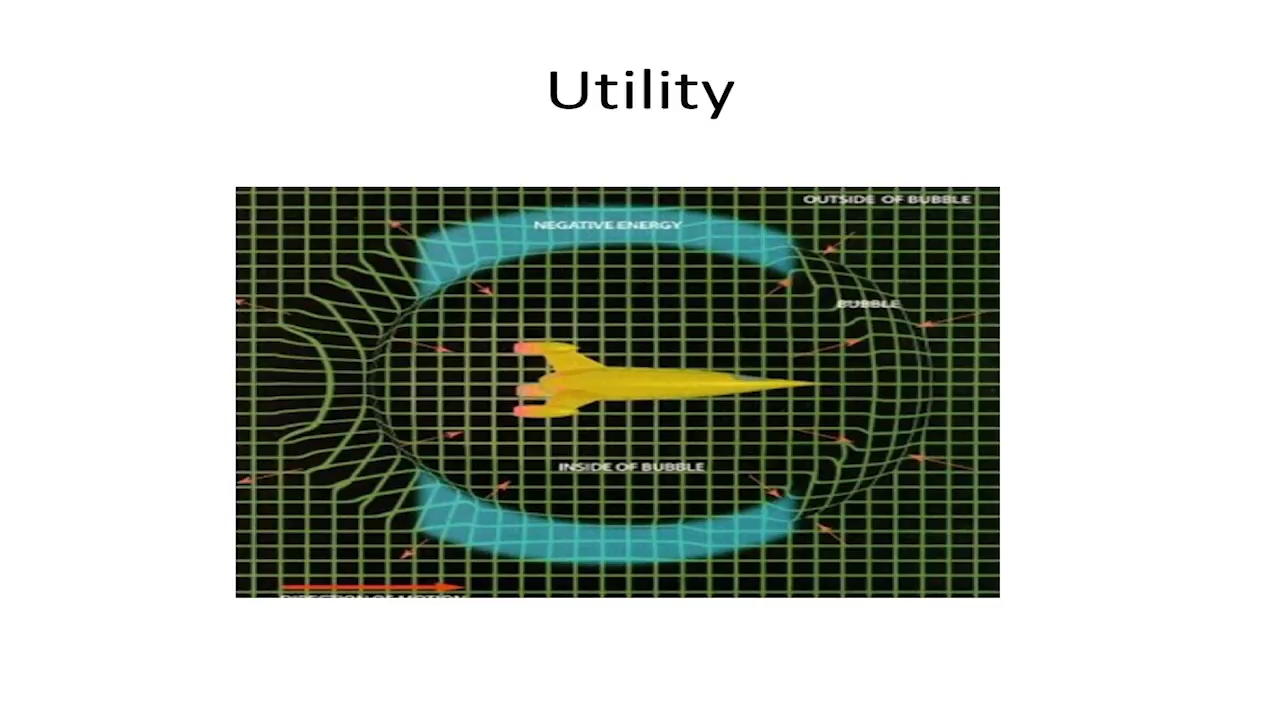 Utility
OUTSIDE OF BUBBLE
NEGATIVE ENERGY
BUBBLE
INSIDE OF BUBBLE
DIRECTION OF MOTION